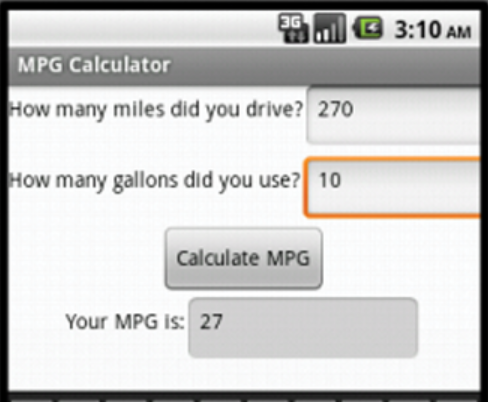 3G 3:10 AM
MPG Calculator
How many miles did you drive? 270
How many gallons did you use? 10
Calculate MPG
Your MPG is: 27